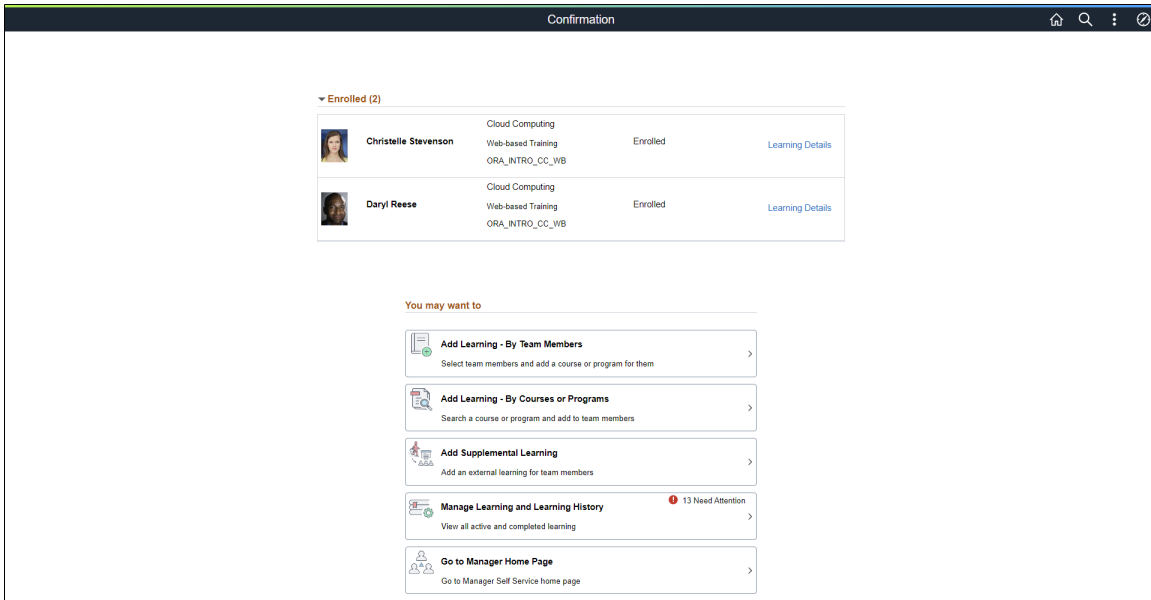 Confirmation
Enrolled (2)
Cloud Computing
Christelle Stevenson
Web-based Training
Enrolled
Learning Details
ORA_INTRO_CC_WB
Cloud Computing
Daryl Reese
Web-based Training
Enrolled
Learning Details
ORA_INTRO_CC_WB
You may want to
Add Learning - By Team Members
Select team members and add a course or program for them
Add Learning - By Courses or Programs
Search a course or program and add to team members
Add Supplemental Learning
Add an external learning for team members
Manage Learning and Learning History
13 Need Attention
View all active and completed learning
Go to Manager Home Page
Go to Manager Self Service home page